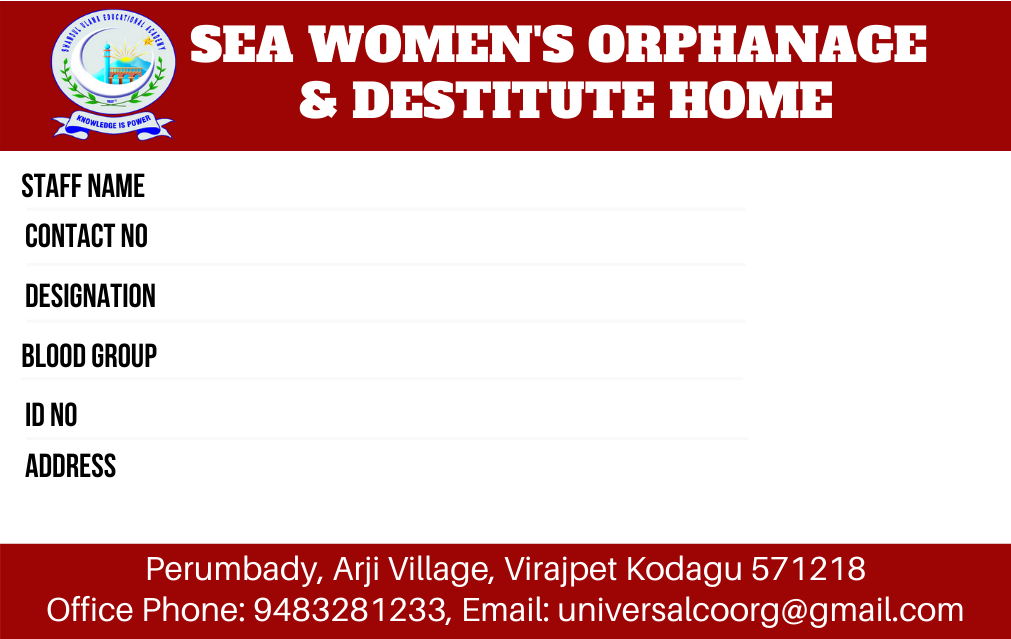 SHAMSUL ULAMA EDUCATIONAL ACADEMY
KNOWLEDGE IS POWER
SEA WOMEN'S ORPHANAGE
& DESTITUTE HOME
STAFF NAME
CONTACT NO
DESIGNATION
BLOOD GROUP
ID NO
ADDRESS
Perumbady, Arji Village, Virajpet Kodagu 571218
Office Phone: 9483281233, Email: universalcoorg@gmail.com